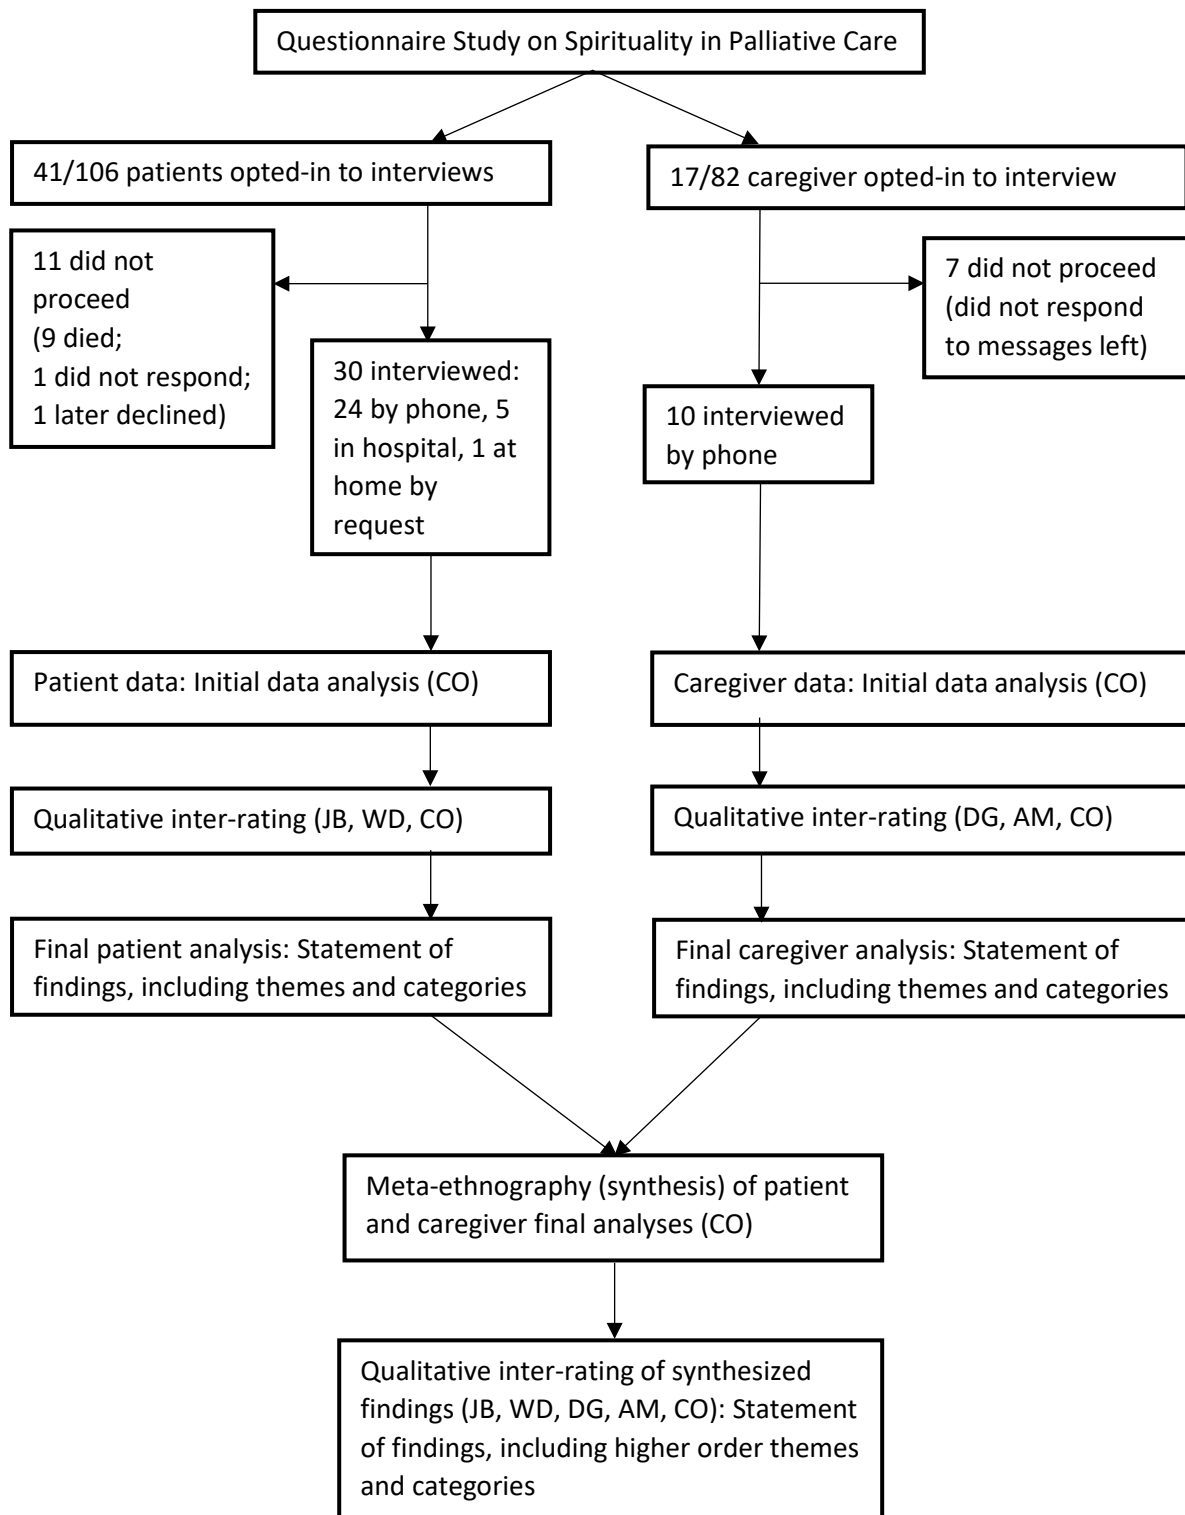 Questionnaire Study on Spirituality in Palliative Care
41/106 patients opted-in to interviews
17/82 caregiver opted-in to interview
11 did not
proceed
(9 died;
1 did not respond;
1 later declined)
7 did not proceed
(did not respond
to messages left)
30 interviewed:
24 by phone, 5
in hospital, 1 at
home by
request
10 interviewed
by phone
Patient data: Initial data analysis (CO)
Caregiver data: Initial data analysis (CO)
Qualitative inter-rating (JB, WD, CO)
Qualitative inter-rating (DG, AM, CO)
Final patient analysis: Statement of
findings, including themes and categories
Final caregiver analysis: Statement of
findings, including themes and categories
Meta-ethnography (synthesis) of patient
and caregiver final analyses (CO)
Qualitative inter-rating of synthesized
findings (JB, WD, DG, AM, CO): Statement
of findings, including higher order themes
and categories